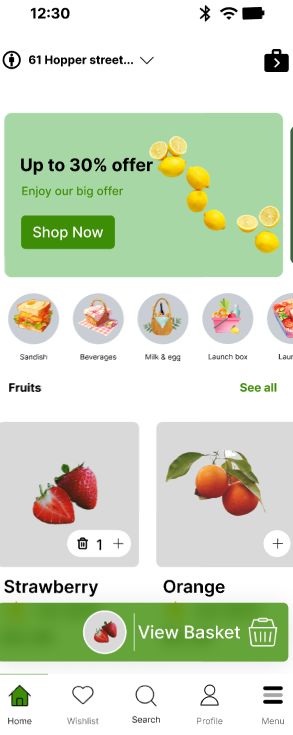 12:30
61 Hopper street...
Up to 30% offer
Enjoy our big offer
Shop Now
Sandish
Beverages
Milk & egg
Launch box
Laun
Fruits
See all
1
Strawberry
Orange
View Basket
Home
Wishlist
Search
Profile
Menu